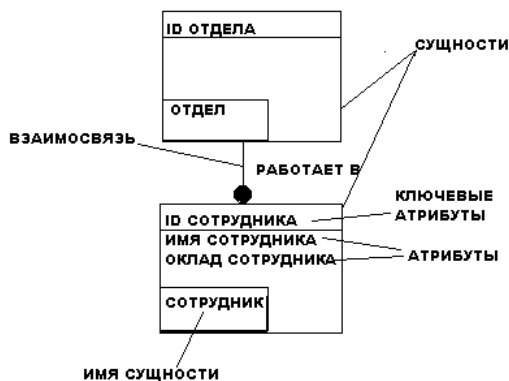 ID ОТДЕЛА
СУЩНОСТИ
ОТДЕЛ
ВЗАИМОСВЯЗЬ
РАБОТАЕТ В
КЛЮЧЕВЫЕ
АТРИБУТЫ
ID СОТРУДНИКА
ИМЯ СОТРУДНИКА
ОКЛАД СОТРУДНИКА
АТРИБУТЫ
СОТРУДНИК
ИМЯ СУЩНОСТИ